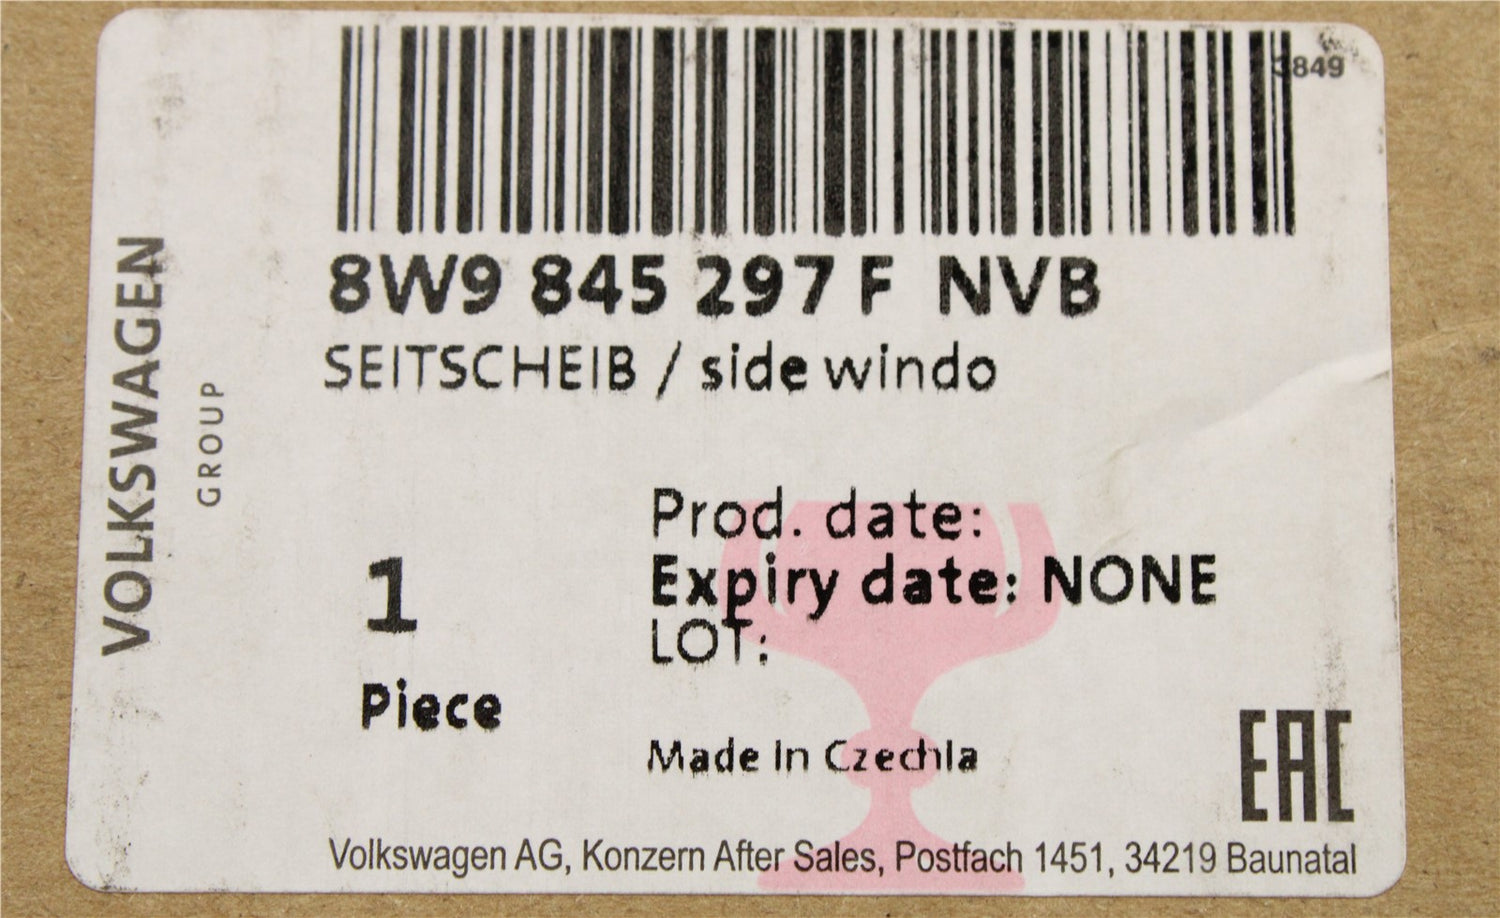 3849
8W9 845 297 F NVB
SEITSCHEIB / side windo
VOLKSWAGEN
GROUP
1
Piece
Prod. date:
Expiry date: NONE
LOT:
Made In Czechia
EAC
Volkswagen AG, Konzern After Sales, Postfach 1451, 34219 Baunatal